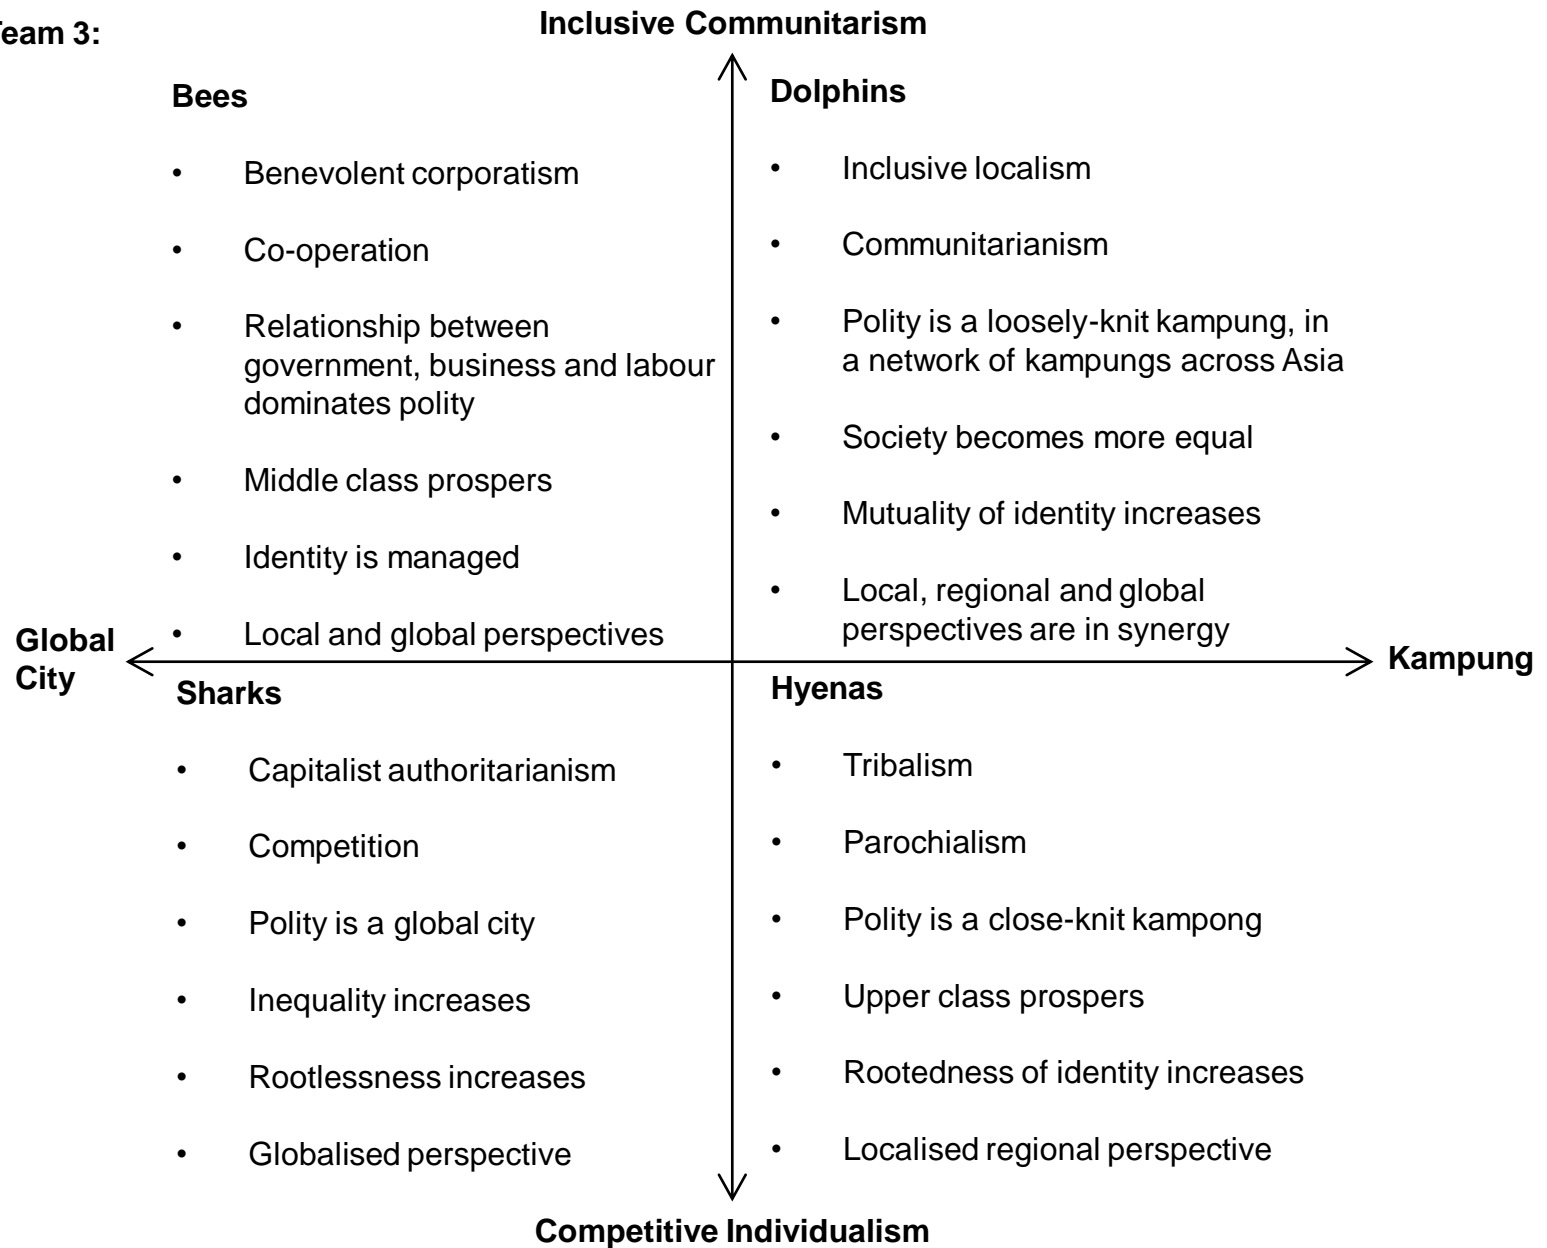 Team 3:
Inclusive Communitarism
Bees
• Benevolent corporatism
• Co-operation
• Relationship between
government, business and labour
dominates polity
• Middle class prospers
• Identity is managed
• Local and global perspectives
Dolphins
• Inclusive localism
• Communitarianism
• Polity is a loosely-knit kampung, in
a network of kampungs across Asia
• Society becomes more equal
• Mutuality of identity increases
• Local, regional and global
perspectives are in synergy
Global
City
Kampung
Sharks
• Capitalist authoritarianism
• Competition
• Polity is a global city
• Inequality increases
• Rootlessness increases
• Globalised perspective
Hyenas
• Tribalism
• Parochialism
• Polity is a close-knit kampong
• Upper class prospers
• Rootedness of identity increases
• Localised regional perspective
Competitive Individualism